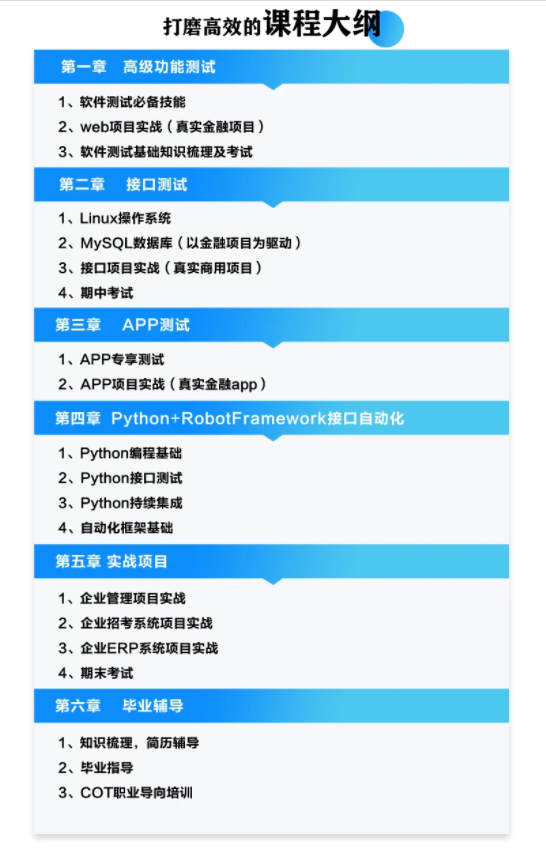 打磨高效的课程大纲
第一章 高级功能测试
1、软件测试必备技能
2、web项目实战（真实金融项目）
3、软件测试基础知识梳理及考试
第二章 接口测试
1、Linux操作系统
2、MySQL数据库（以金融项目为驱动）
3、接口项目实战（真实商用项目）
4、期中考试
第三章 APP测试
1、APP专享测试
2、APP项目实战（真实金融app）
第四章 Python+RobotFramework接口自动化
1、Python编程基础
2、Python接口测试
3、Python持续集成
4、自动化框架基础
第五章 实战项目
1、企业管理项目实战
2、企业招考系统项目实战
3、企业ERP系统项目实战
4、期末考试
第六章 毕业辅导
1、知识梳理，简历辅导
2、毕业指导
3、COT职业导向培训